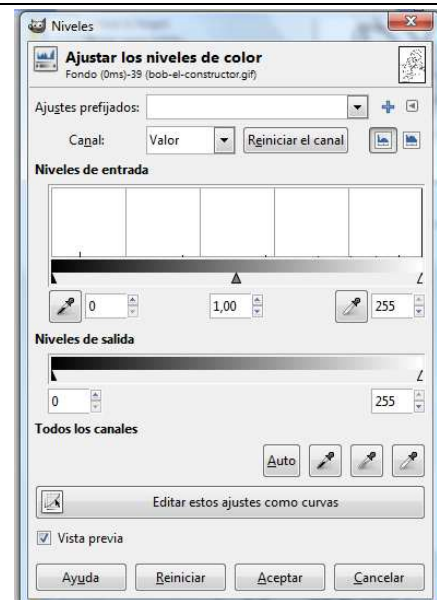 Niveles
Ajustar los niveles de color
Fondo (0ms)-39 (bob-el-constructor.gif)
Ajustes prefijados:
Canal: Valor Reiniciar el canal
Niveles de entrada
0 1,00 255
Niveles de salida
0 255
Todos los canales
Auto
Editar estos ajustes como curvas
Vista previa
Ayuda Reiniciar Aceptar Cancelar